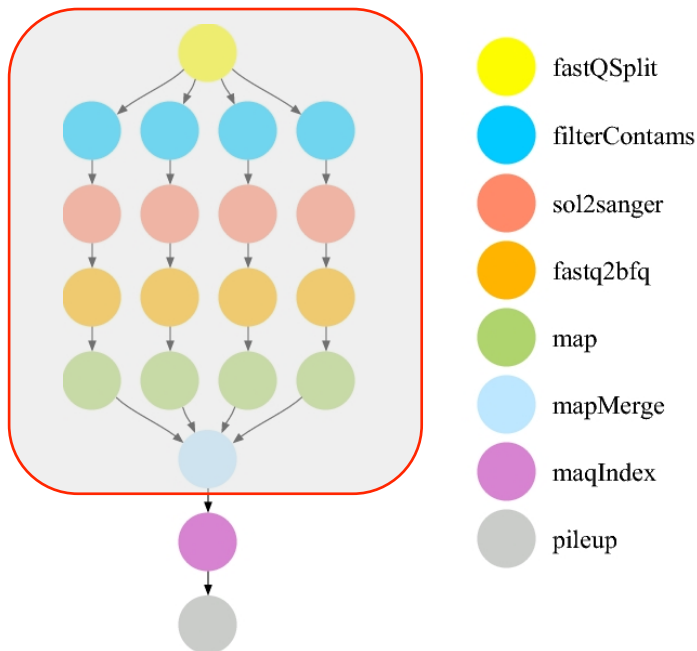 fastQSplit
filterContams
sol2sanger
fastq2bfq
map
mapMerge
maqIndex
pileup